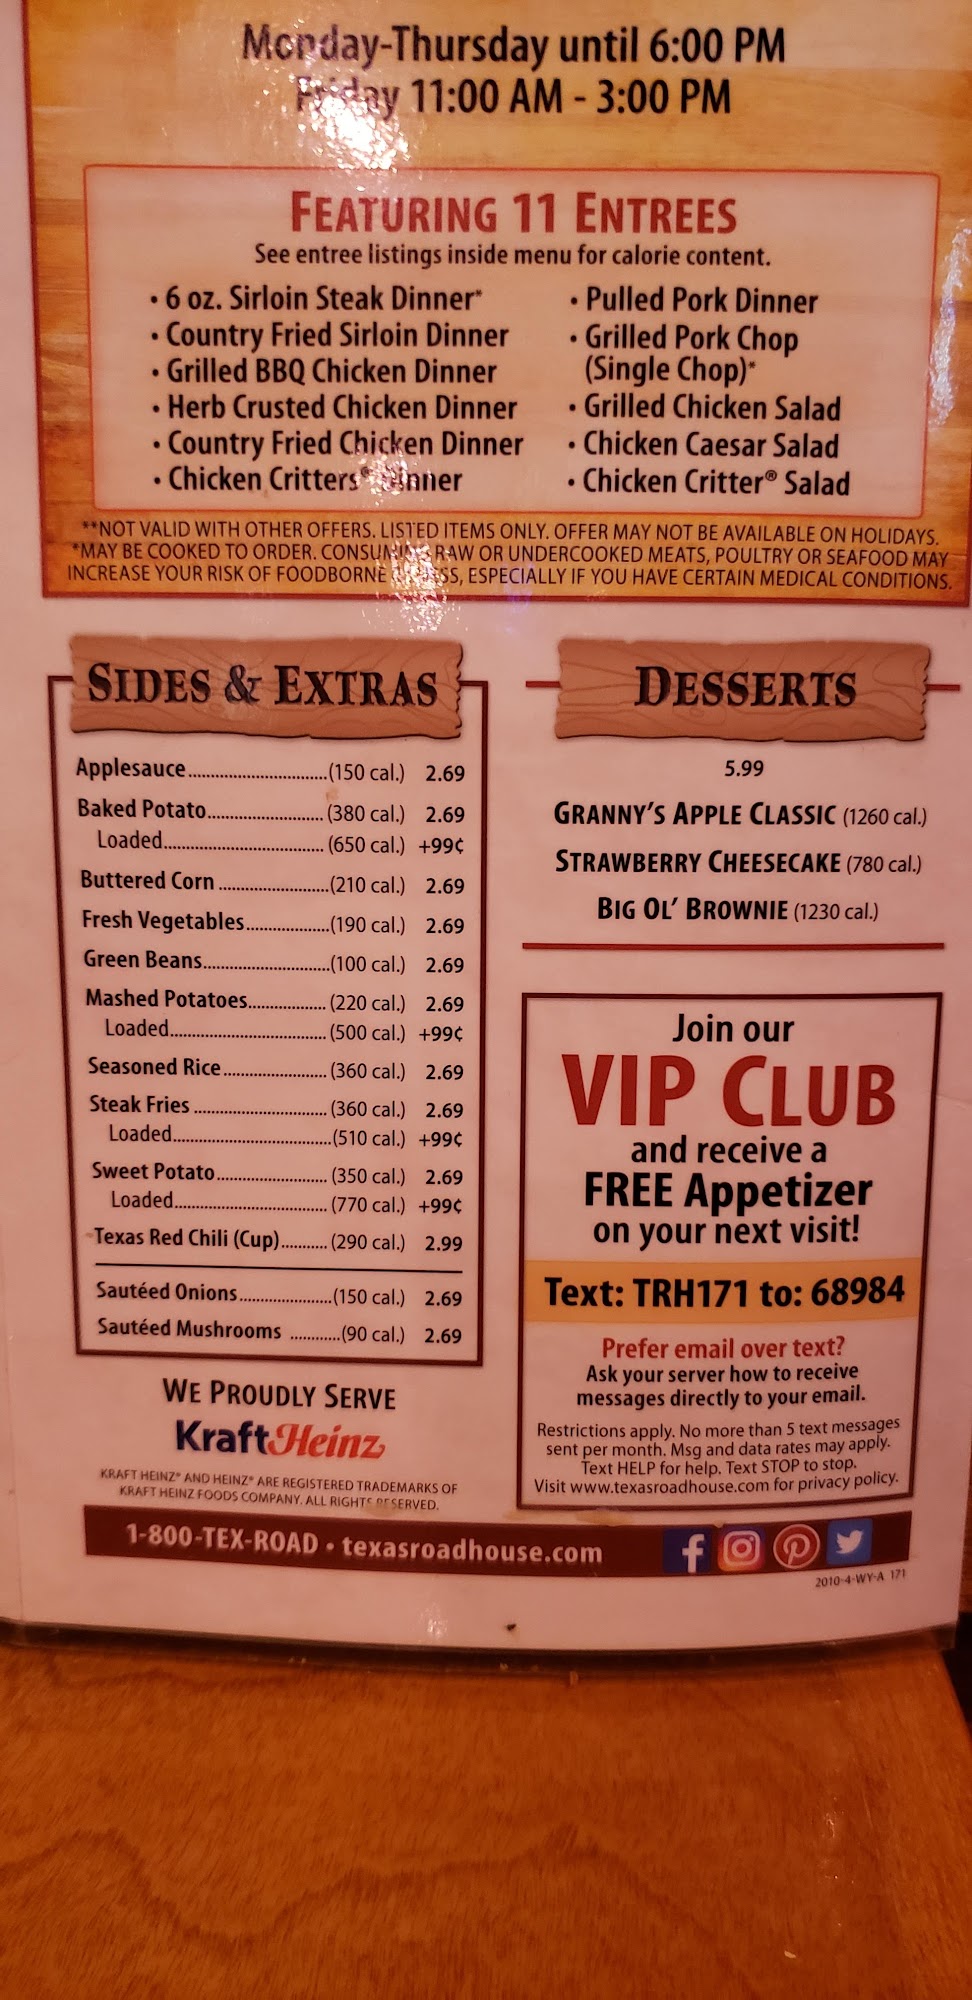 Monday-Thursday until 6:00 PM
Friday 11:00 AM - 3:00 PM
FEATURING 11 ENTREES
See entree listings inside menu for calorie content.
• 6 oz. Sirloin Steak Dinner*
• Country Fried Sirloin Dinner
• Grilled BBQ Chicken Dinner
• Herb Crusted Chicken Dinner
• Country Fried Chicken Dinner
• Chicken Critters® Dinner
• Pulled Pork Dinner
• Grilled Pork Chop
(Single Chop)*
• Grilled Chicken Salad
• Chicken Caesar Salad
• Chicken Critter® Salad
**NOT VALID WITH OTHER OFFERS. LISTED ITEMS ONLY. OFFER MAY NOT BE AVAILABLE ON HOLIDAYS.
*MAY BE COOKED TO ORDER. CONSUMING RAW OR UNDERCOOKED MEATS, POULTRY OR SEAFOOD MAY
INCREASE YOUR RISK OF FOODBORNE ILLNESS, ESPECIALLY IF YOU HAVE CERTAIN MEDICAL CONDITIONS.
SIDES & EXTRAS
Applesauce (150 cal.) 2.69
Baked Potato (380 cal.) 2.69
Loaded (650 cal.) +99¢
Buttered Corn (210 cal.) 2.69
Fresh Vegetables (190 cal.) 2.69
Green Beans (100 cal.) 2.69
Mashed Potatoes (220 cal.) 2.69
Loaded (500 cal.) +99¢
Seasoned Rice (360 cal.) 2.69
Steak Fries (360 cal.) 2.69
Loaded (510 cal.) +99¢
Sweet Potato (350 cal.) 2.69
Loaded (770 cal.) +99¢
Texas Red Chili (Cup) (290 cal.) 2.99
Sautéed Onions (150 cal.) 2.69
Sautéed Mushrooms (90 cal.) 2.69
WE PROUDLY SERVE
KraftHeinz
KRAFT HEINZ® AND HEINZ® ARE REGISTERED TRADEMARKS OF
KRAFT HEINZ FOODS COMPANY. ALL RIGHTS RESERVED.
DESSERTS
5.99
GRANNY'S APPLE CLASSIC (1260 cal.)
STRAWBERRY CHEESECAKE (780 cal.)
BIG OL' BROWNIE (1230 cal.)
Join our
VIP CLUB
and receive a
FREE Appetizer
on your next visit!
Text: TRH171 to: 68984
Prefer email over text?
Ask your server how to receive
messages directly to your email.
Restrictions apply. No more than 5 text messages
sent per month. Msg and data rates may apply.
Text HELP for help. Text STOP to stop.
Visit www.texasroadhouse.com for privacy policy.
1-800-TEX-ROAD • texasroadhouse.com
2010-4-WY-A 171